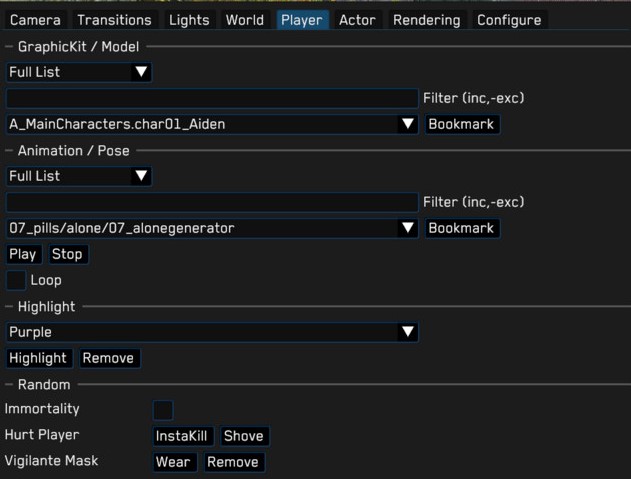 Camera Transitions Lights World Player Actor Rendering Configure
GraphicKit / Model
Full List
Filter (inc,-exc)
A_MainCharacters.char01_Aiden Bookmark
Animation / Pose
Full List
Filter (inc,-exc)
07_pills/alone/07_alonegenerator Bookmark
Play Stop
Loop
Highlight
Purple
Highlight Remove
Random
Immortality
Hurt Player InstaKill Shove
Vigilante Mask Wear Remove